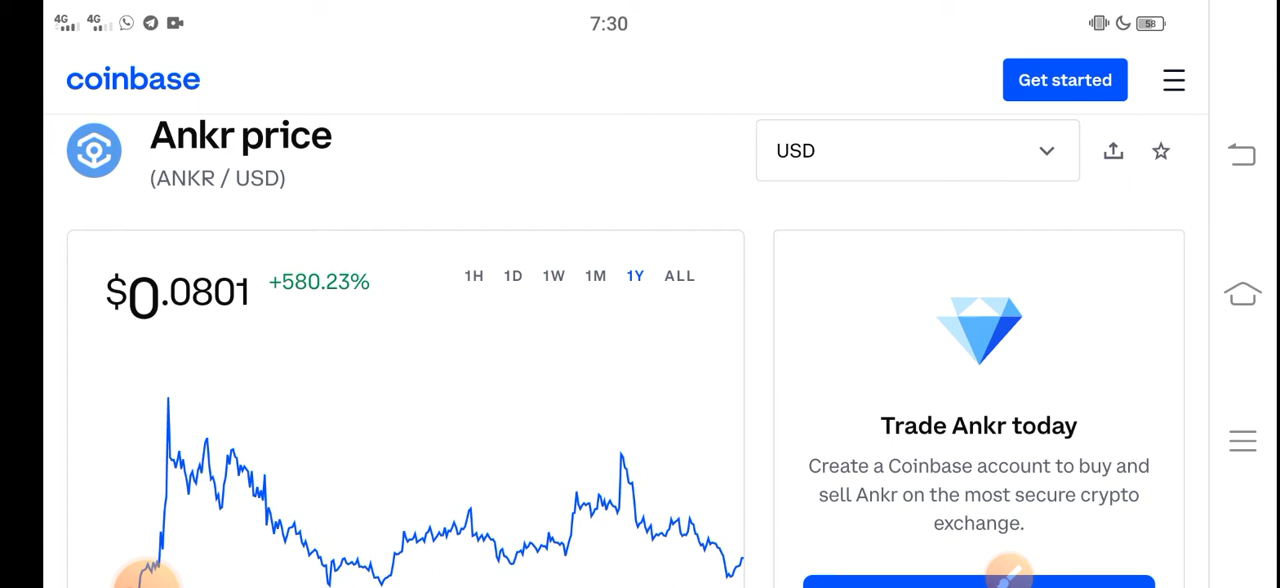 4G 4G 7:30 58
coinbase Get started
Ankr price
(ANKR / USD)
USD
$0.0801 +580.23% 1H 1D 1W 1M 1Y ALL
Trade Ankr today
Create a Coinbase account to buy and
sell Ankr on the most secure crypto
exchange.